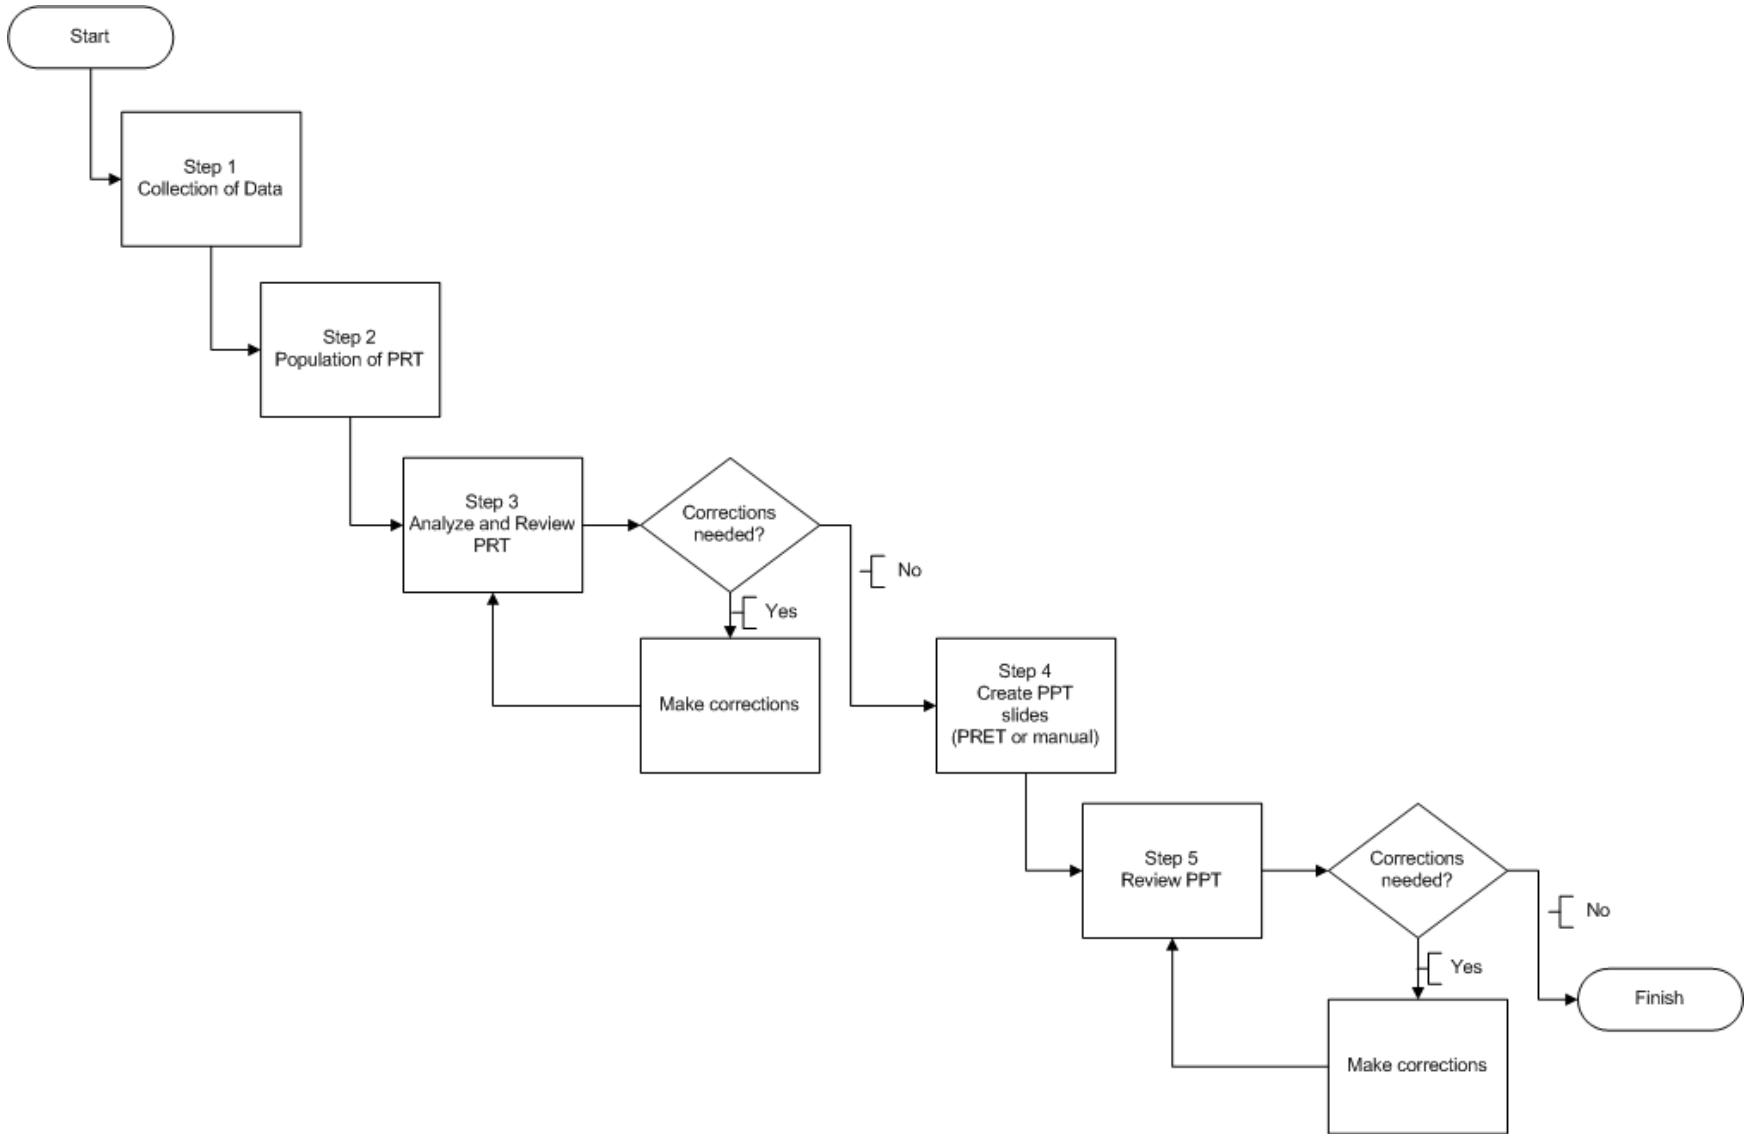 Start
Step 1
Collection of Data
Step 2
Population of PRT
Step 3
Analyze and Review
PRT
Corrections
needed?
No
Yes
Make corrections
Step 4
Create PPT
slides
(PRET or manual)
Step 5
Review PPT
Corrections
needed?
No
Yes
Make corrections
Finish